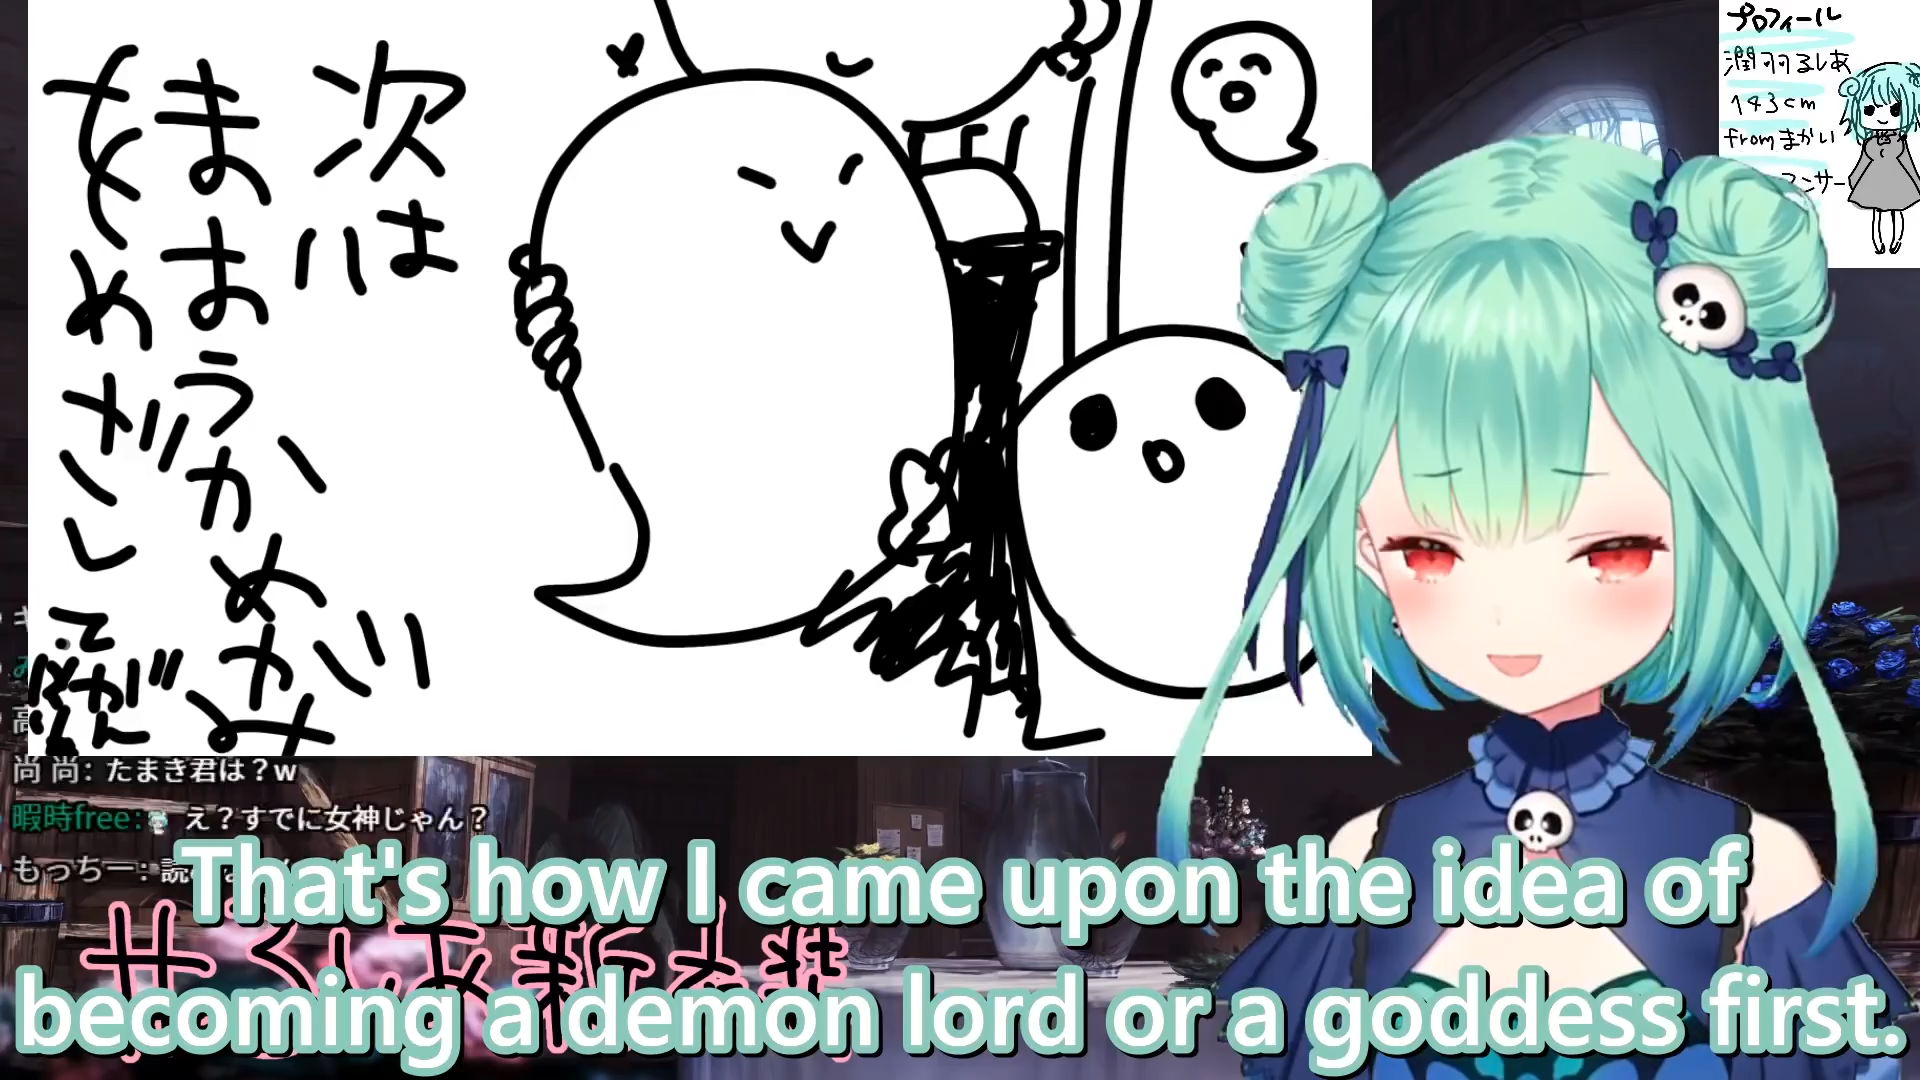 次は
まおうか
めがみ
をめざして
プロフィール
潤羽るしあ
143cm
fromまかい
尚 尚: たまき君は?w
暇時free: え?すでに女神じゃん?
もっちー: 読
That's how I came upon the idea of
becoming a demon lord or a goddess first.